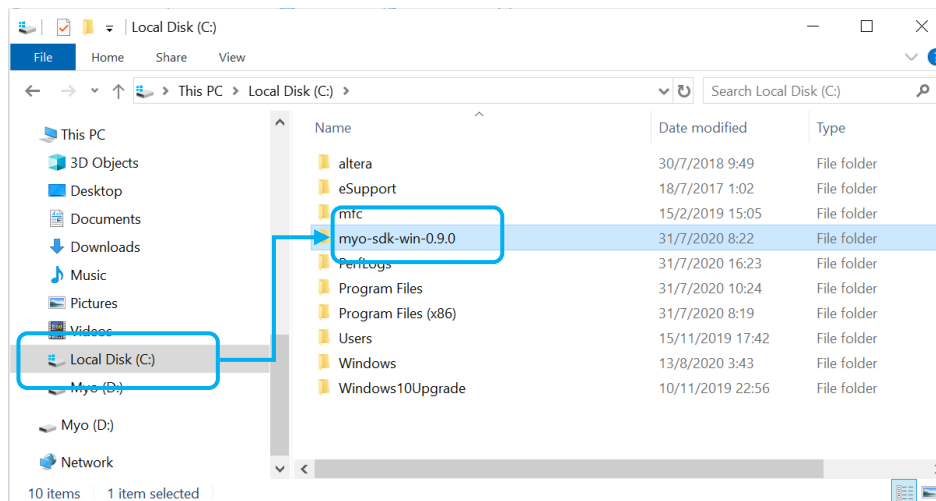 Local Disk (C:)
File Home Share View
This PC Local Disk (C:) Search Local Disk (C:)
This PC
3D Objects
Desktop
Documents
Downloads
Music
Pictures
Videos
Local Disk (C:)
Myo (D:)
Myo (D:)
Network
Name Date modified Type
altera 30/7/2018 9:49 File folder
eSupport 18/7/2017 1:02 File folder
mfc 15/2/2019 15:05 File folder
myo-sdk-win-0.9.0 31/7/2020 8:22 File folder
PerfLogs 31/7/2020 16:23 File folder
Program Files 31/7/2020 10:24 File folder
Program Files (x86) 31/7/2020 8:19 File folder
Users 15/11/2019 17:42 File folder
Windows 13/8/2020 3:43 File folder
Windows10Upgrade 10/11/2019 22:56 File folder
10 items 1 item selected